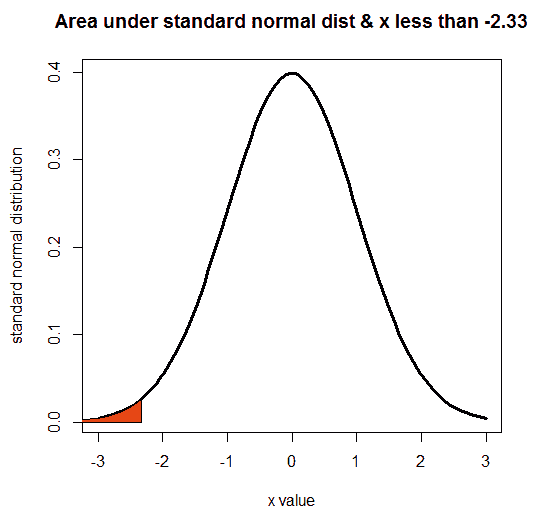 Area under standard normal dist & x less than -2.33
standard normal distribution
0.4
0.3
0.2
0.1
0.0
-3 -2 -1 0 1 2 3
x value